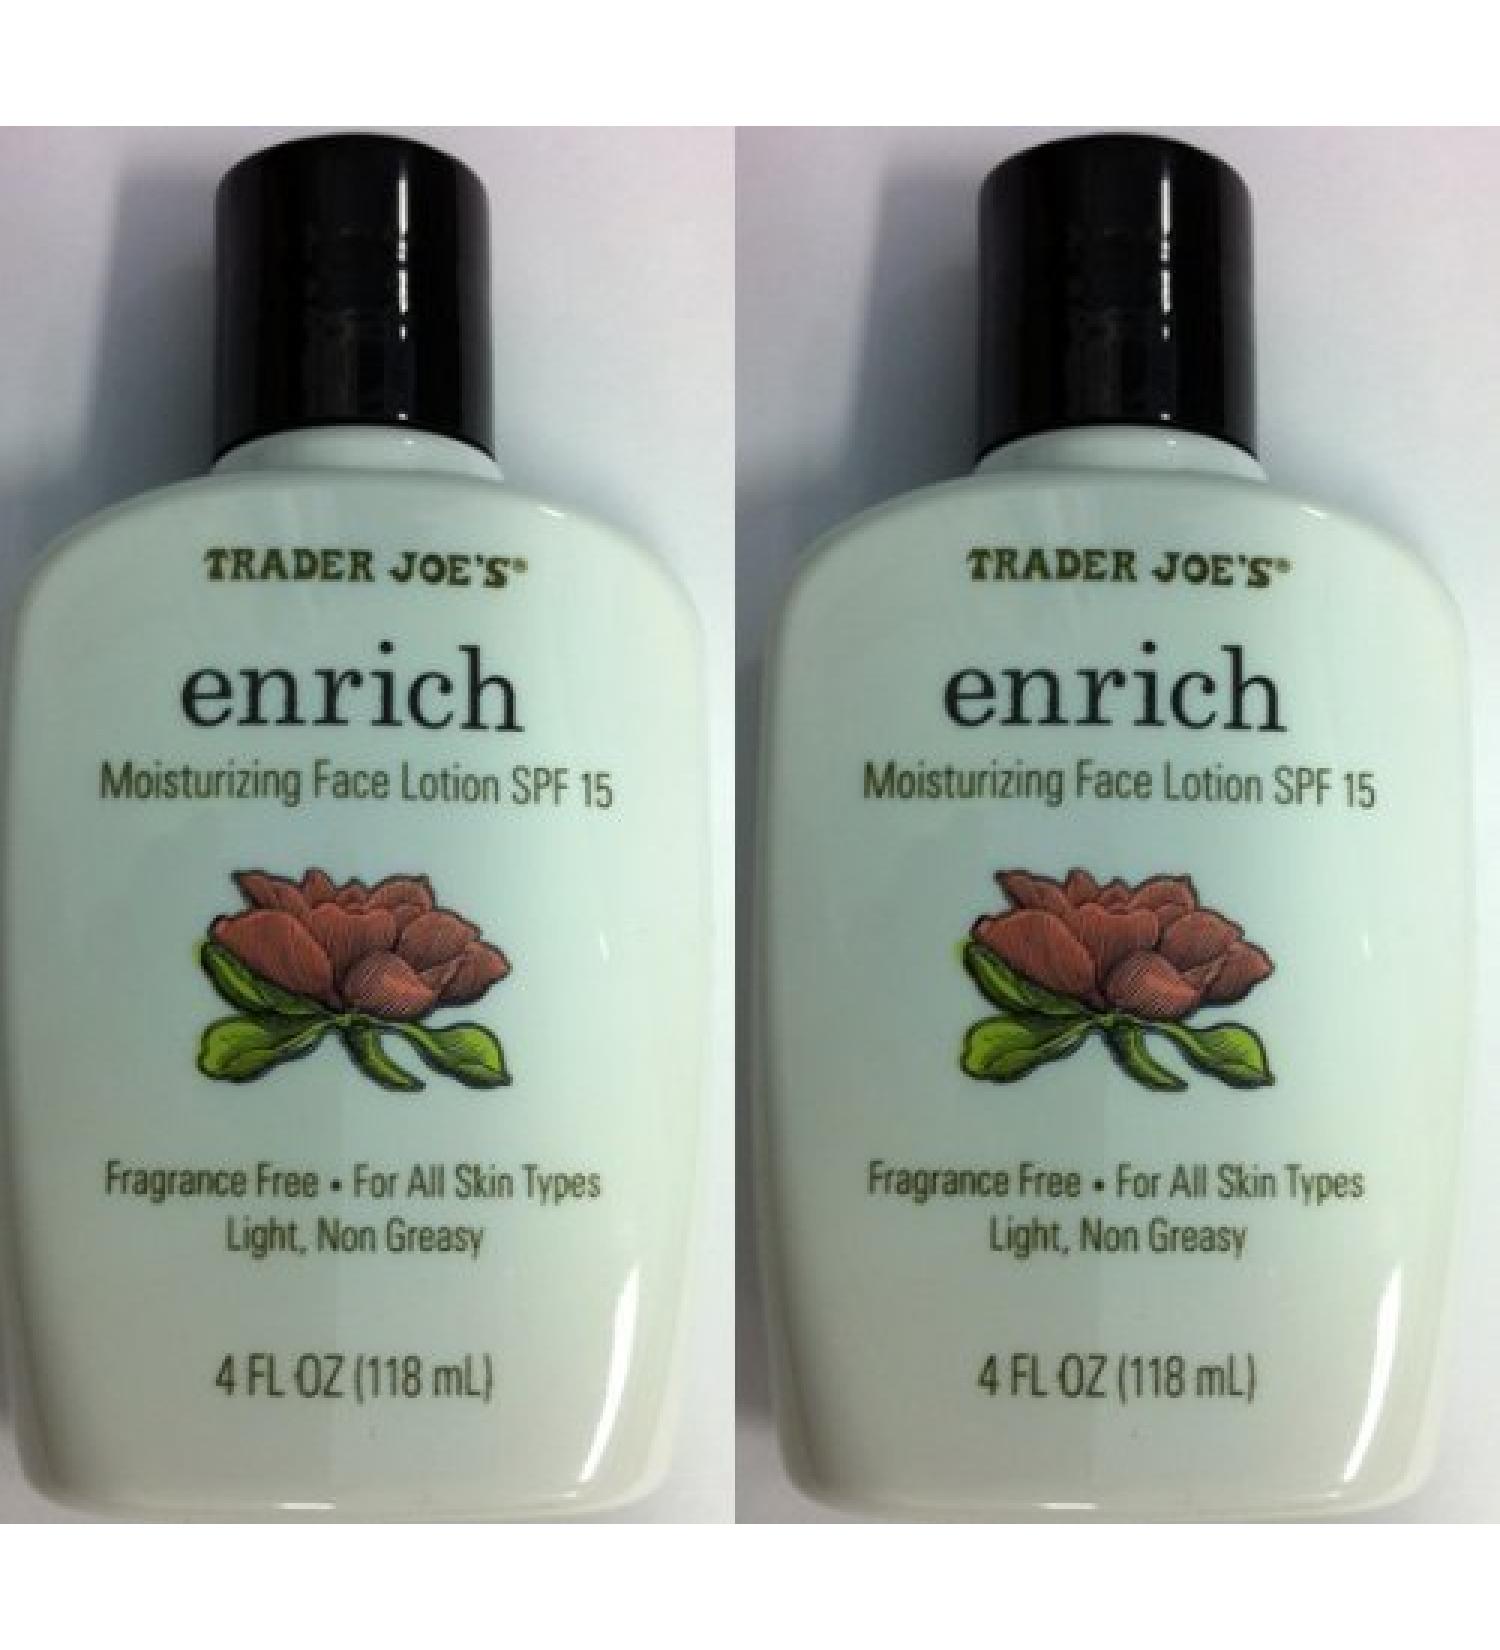 TRADER JOE'S®
enrich
Moisturizing Face Lotion SPF 15
Fragrance Free • For All Skin Types
Light, Non Greasy
4 FL OZ (118 mL)
TRADER JOE'S®
enrich
Moisturizing Face Lotion SPF 15
Fragrance Free • For All Skin Types
Light, Non Greasy
4 FL OZ (118 mL)